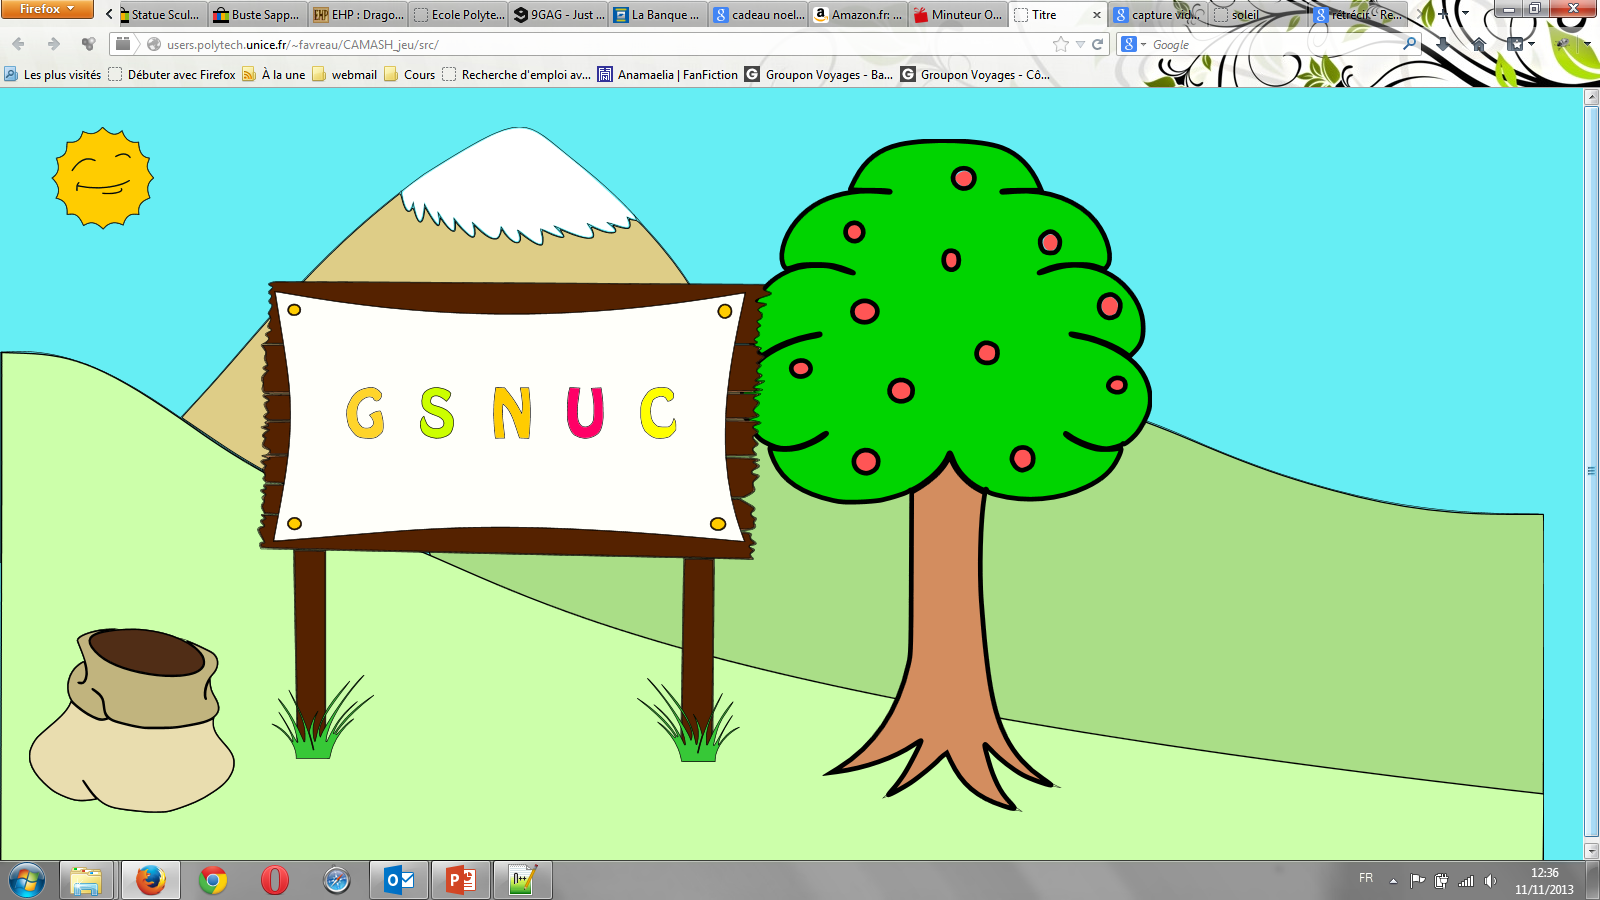 Firefox
Statue Scul... Buste Sapp... EHP : Drago... Ecole Polyte... 9GAG - Just ... La Banque ... cadeau noel... Amazon.fr: ... Minuteur O... Titre capture vid... soleil rétrécir - Re...
users.polytech.unice.fr/~favreau/CAMASH_jeu/src/ Google
Les plus visités Débuter avec Firefox À la une webmail Cours Recherche d'emploi av... Anamaelia | FanFiction Groupon Voyages - Ba... Groupon Voyages - Cô...
G S N U C
FR 12:36
11/11/2013